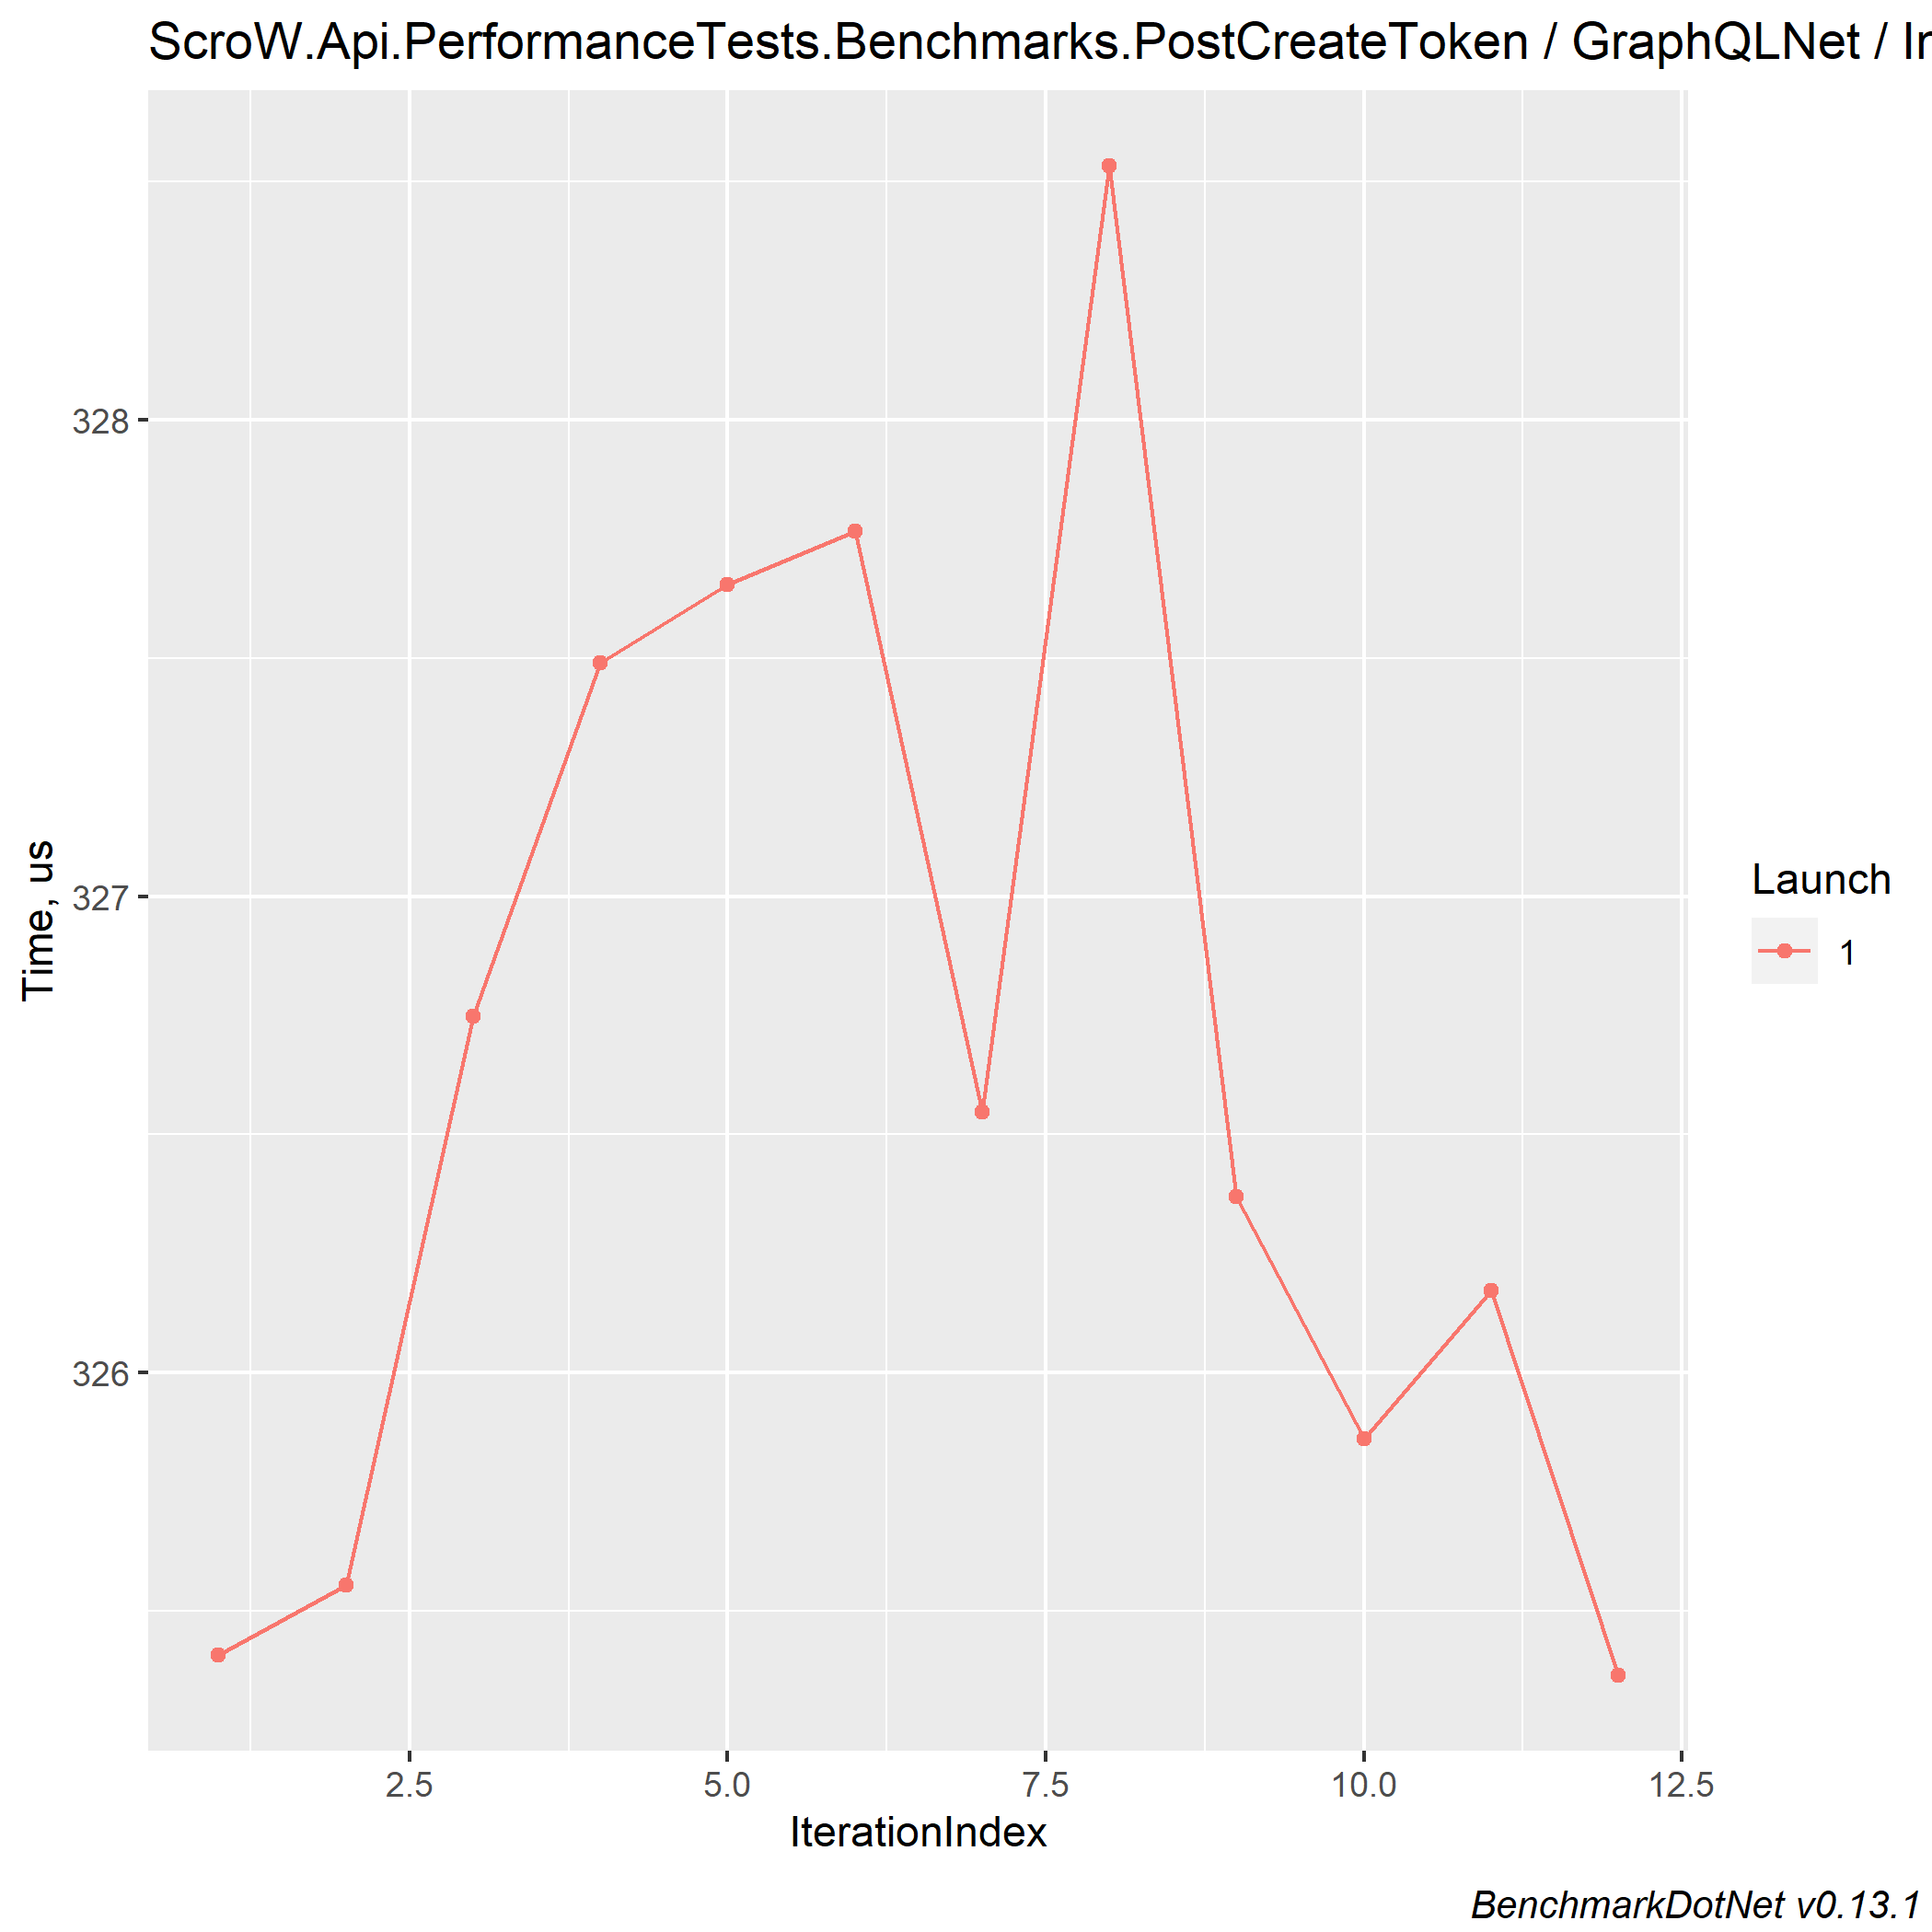 ScroW.Api.PerformanceTests.Benchmarks.PostCreateToken / GraphQLNet / In
328
327
326
Time, us
2.5 5.0 7.5 10.0 12.5
IterationIndex
Launch
1
BenchmarkDotNet v0.13.1